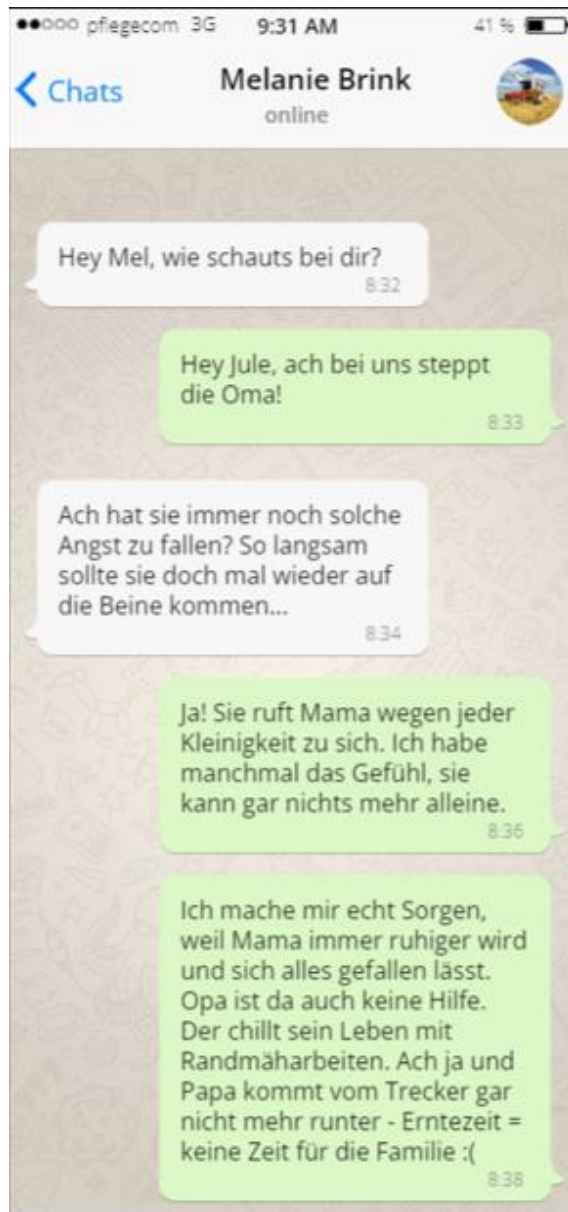 pflegecom 3G 9:31 AM 41 %
Chats Melanie Brink
online
Hey Mel, wie schauts bei dir?
8:32
Hey Jule, ach bei uns steppt
die Oma!
8:33
Ach hat sie immer noch solche
Angst zu fallen? So langsam
sollte sie doch mal wieder auf
die Beine kommen...
8:34
Ja! Sie ruft Mama wegen jeder
Kleinigkeit zu sich. Ich habe
manchmal das Gefühl, sie
kann gar nichts mehr alleine.
8:36
Ich mache mir echt Sorgen,
weil Mama immer ruhiger wird
und sich alles gefallen lässt.
Opa ist da auch keine Hilfe.
Der chillt sein Leben mit
Randmäharbeiten. Ach ja und
Papa kommt vom Trecker gar
nicht mehr runter - Erntezeit =
keine Zeit für die Familie :(
8:38